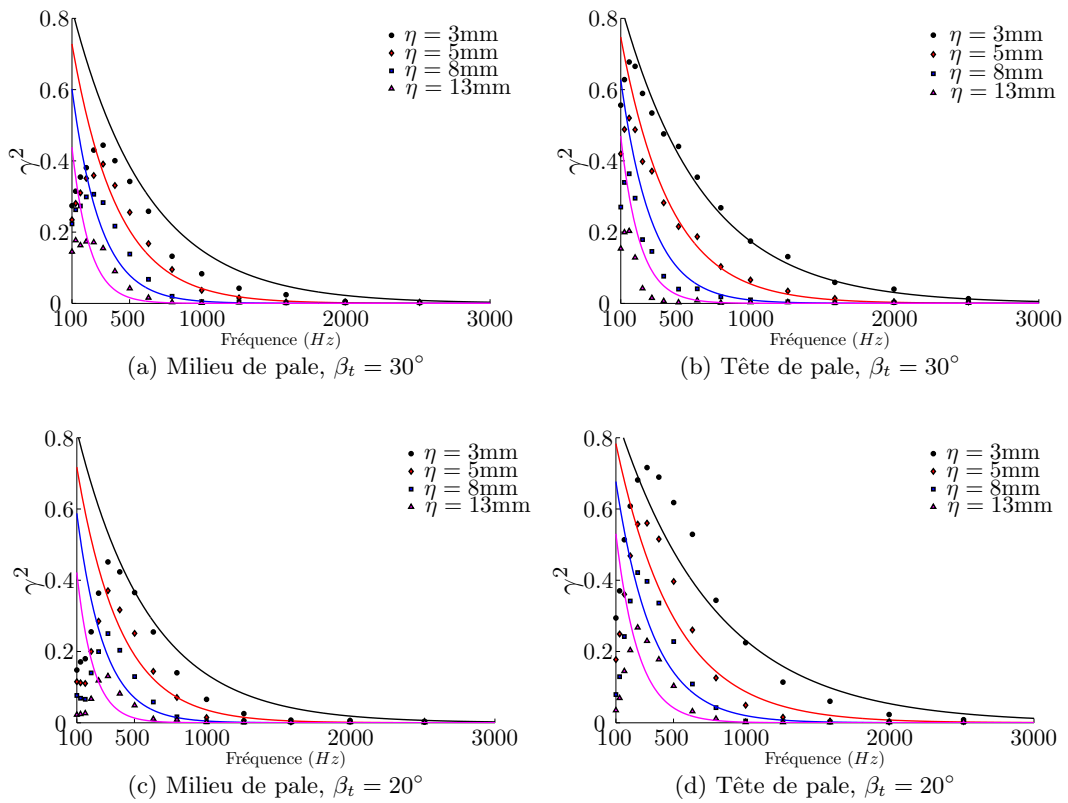 0.8
0.6
0.4
0.2
0
γ²
η = 3mm
η = 5mm
η = 8mm
η = 13mm
100 500 1000 2000 3000
Fréquence (Hz)
(a) Milieu de pale, βt = 30°
0.8
0.6
0.4
0.2
0
γ²
η = 3mm
η = 5mm
η = 8mm
η = 13mm
100 500 1000 2000 3000
Fréquence (Hz)
(b) Tête de pale, βt = 30°
0.8
0.6
0.4
0.2
0
γ²
η = 3mm
η = 5mm
η = 8mm
η = 13mm
100 500 1000 2000 3000
Fréquence (Hz)
(c) Milieu de pale, βt = 20°
0.8
0.6
0.4
0.2
0
γ²
η = 3mm
η = 5mm
η = 8mm
η = 13mm
100 500 1000 2000 3000
Fréquence (Hz)
(d) Tête de pale, βt = 20°